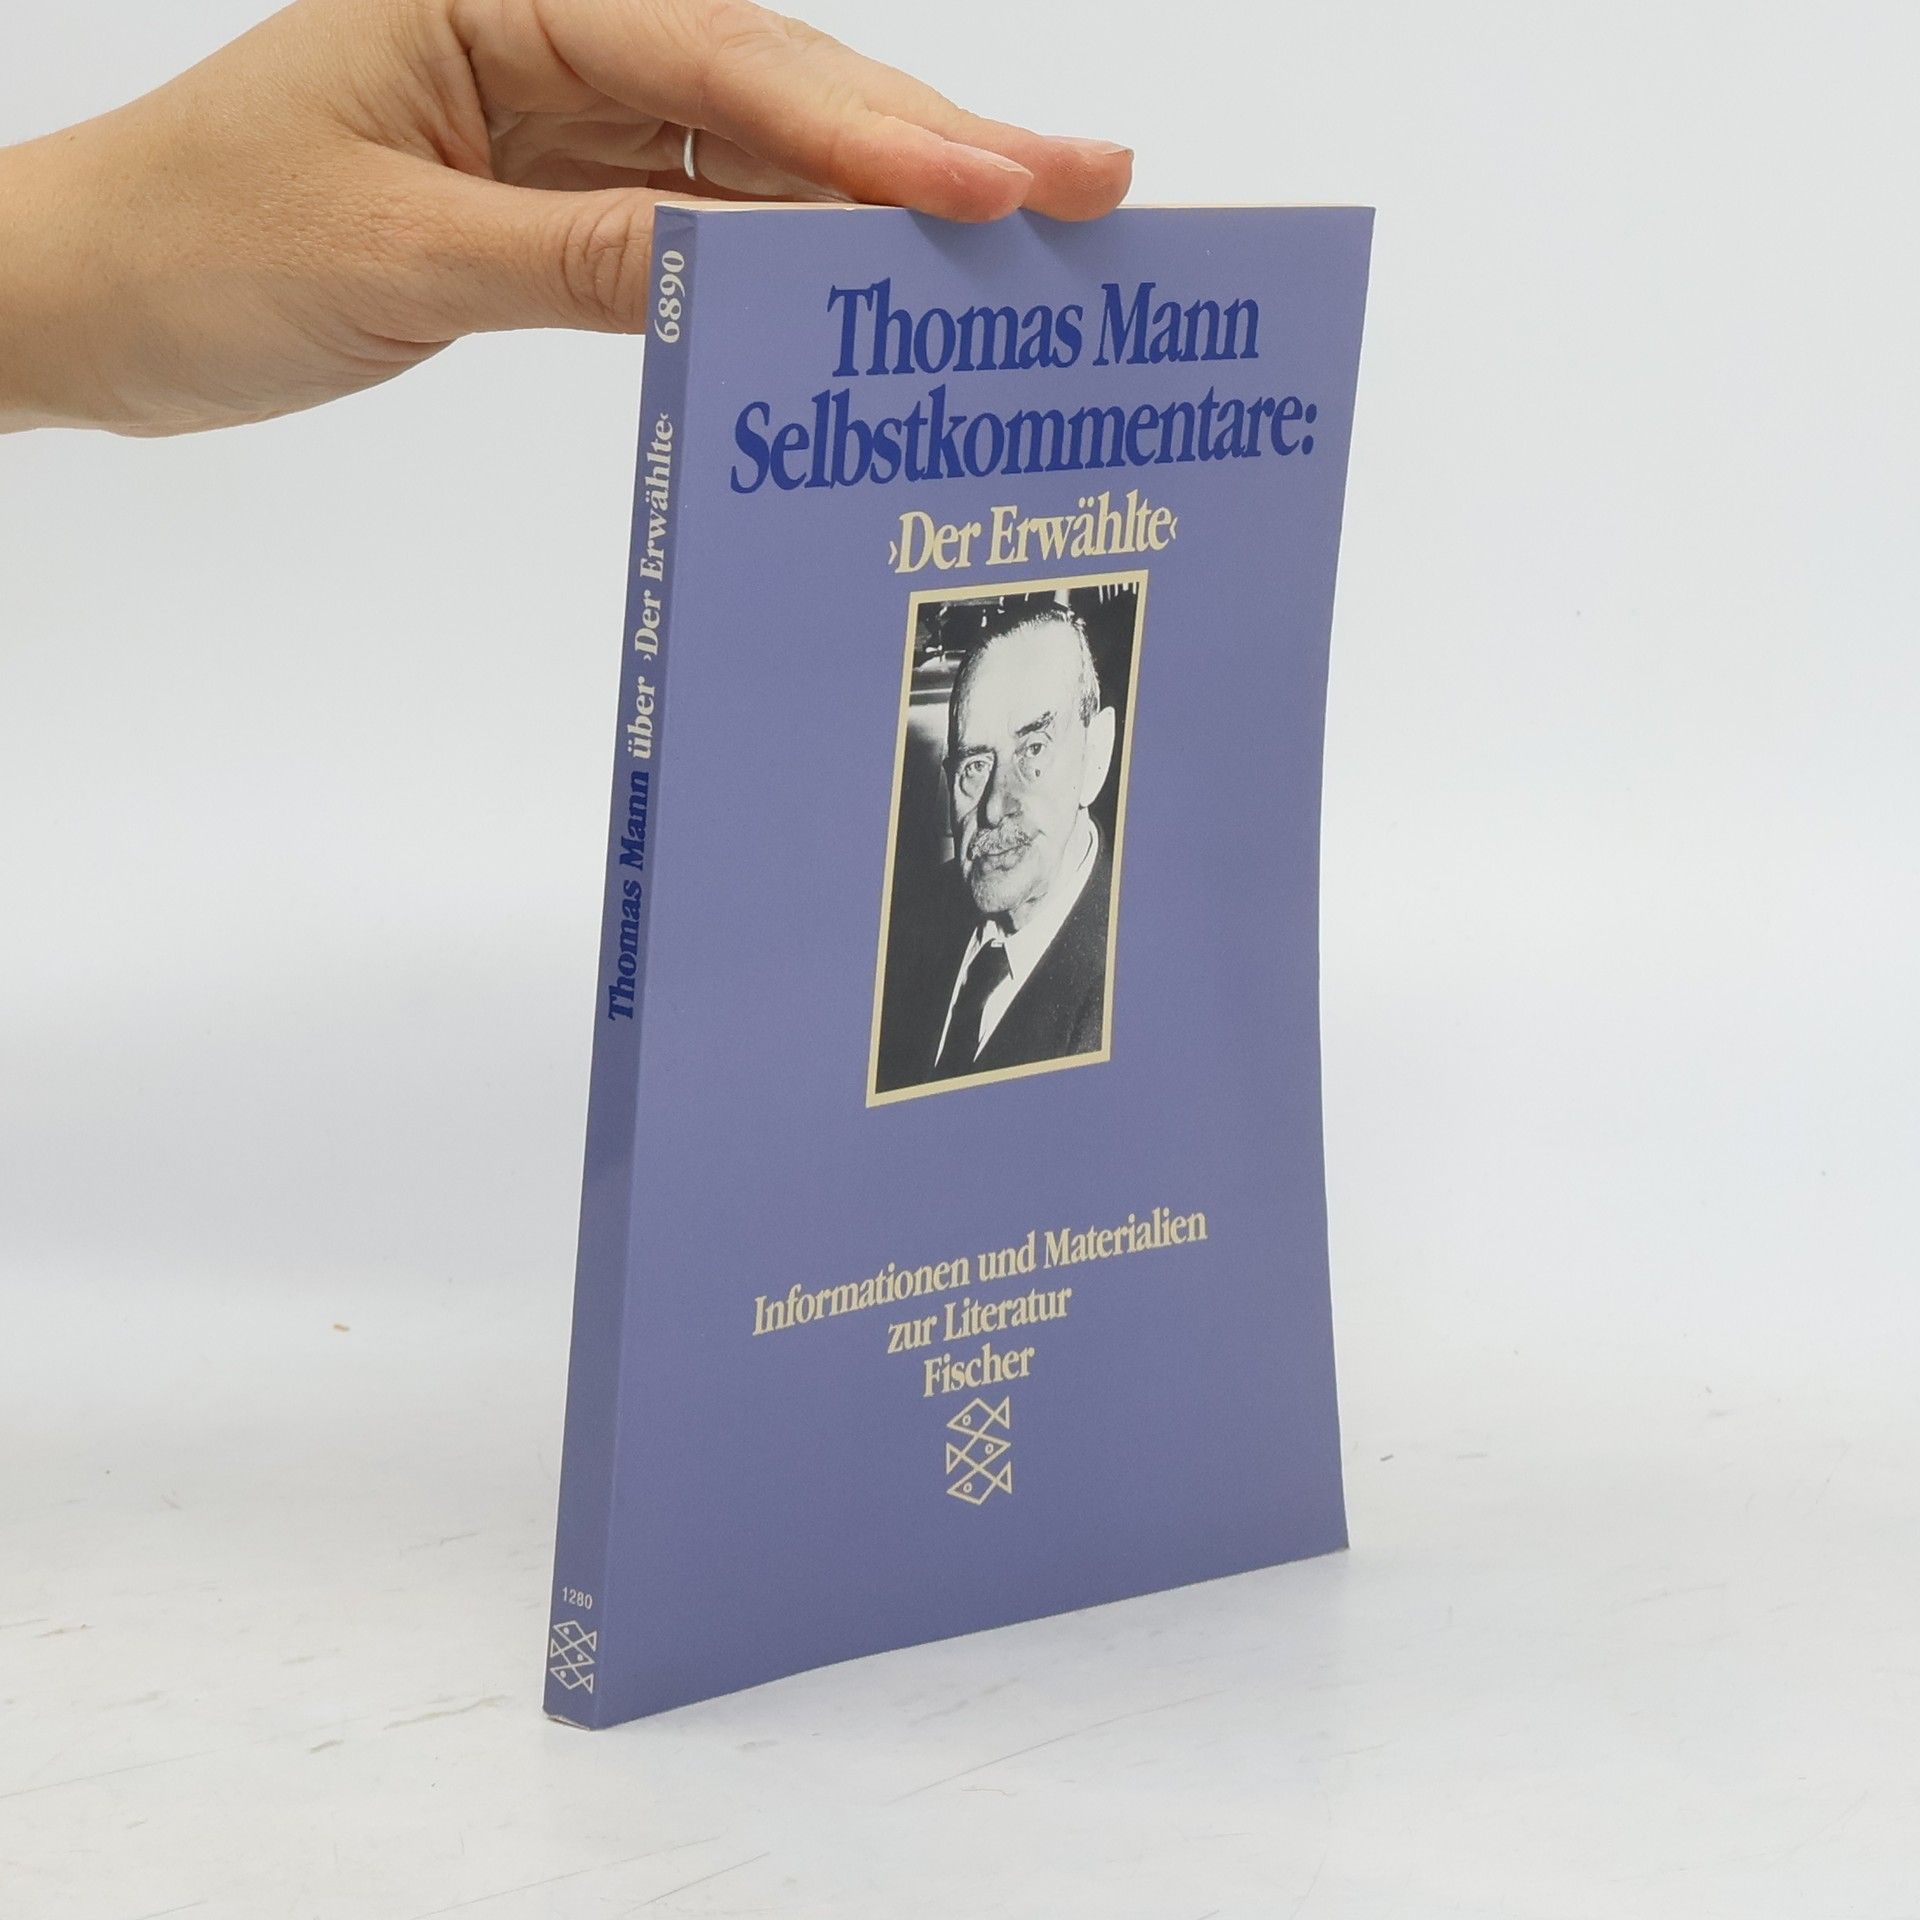 Thomas Mann
Selbstkommentare:
›Der Erwählte‹
Informationen und Materialien
zur Literatur
Fischer
Thomas Mann über ›Der Erwählte‹ 6890
1280